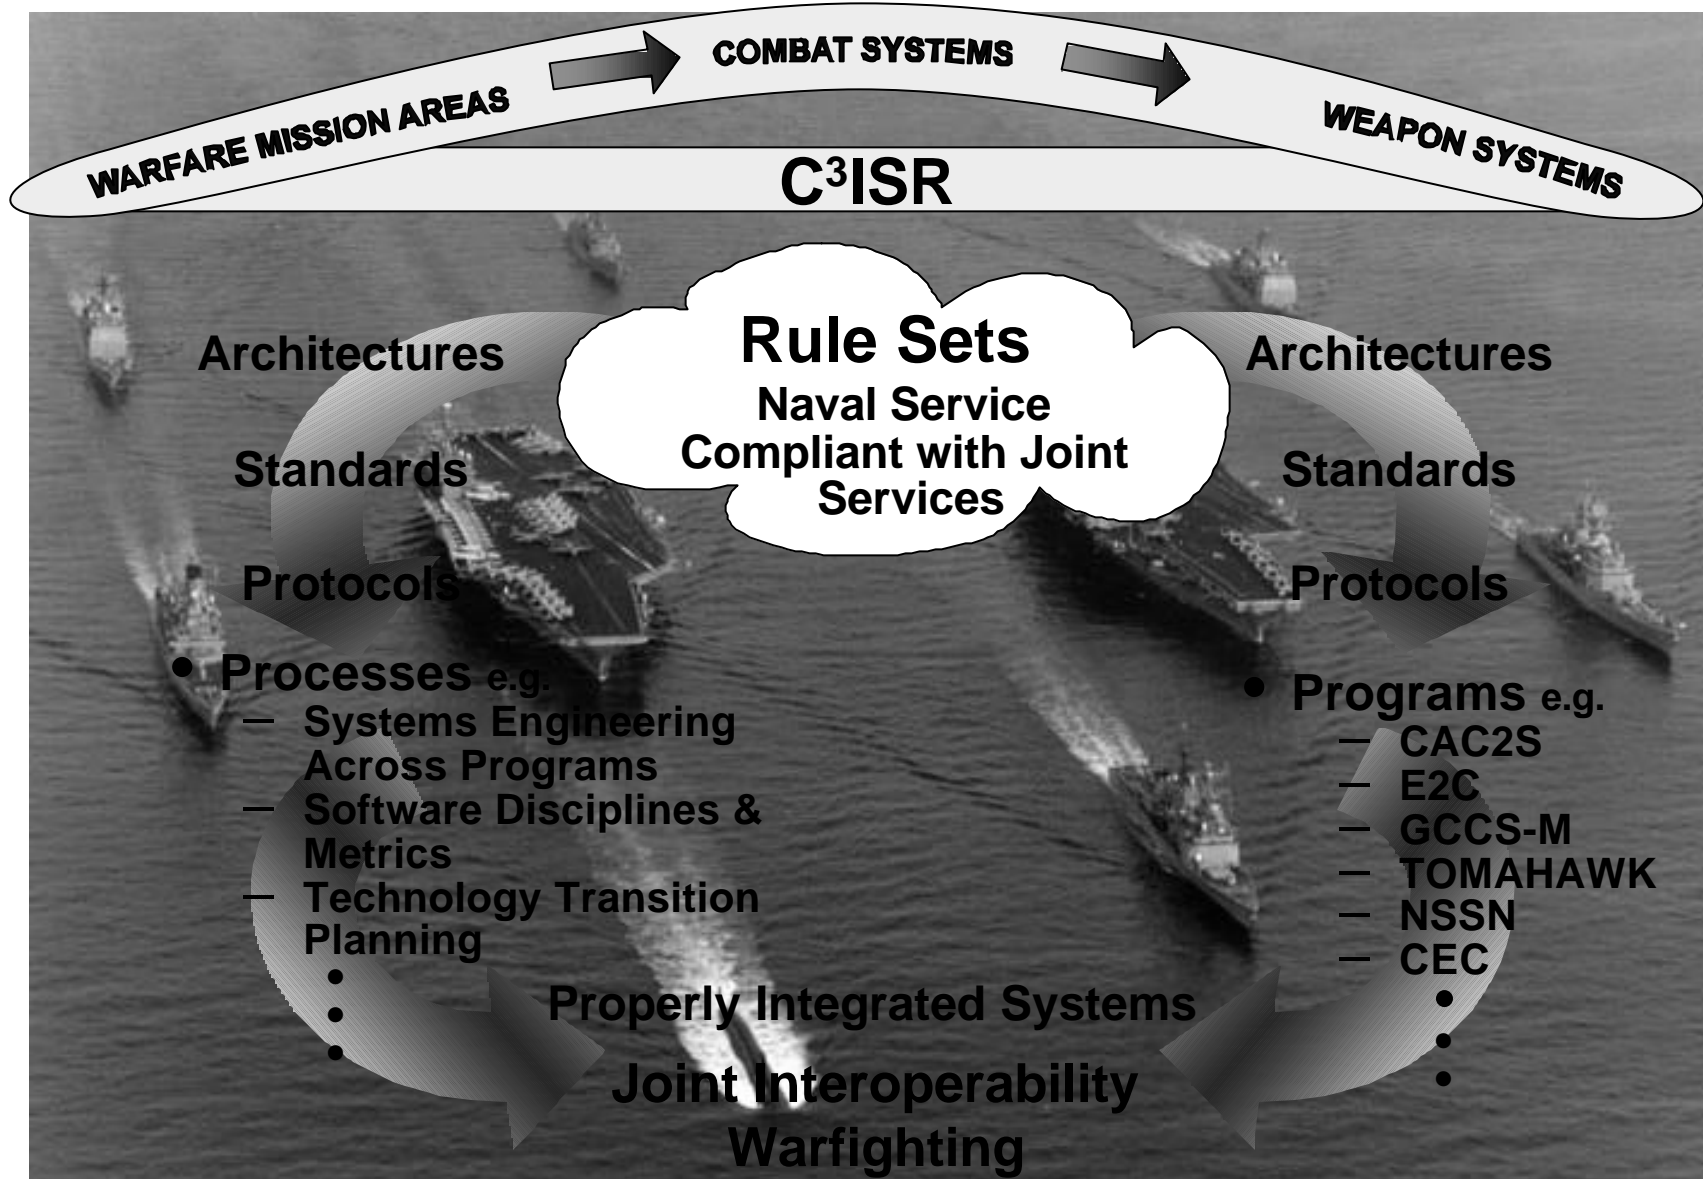 WARFARE MISSION AREAS
COMBAT SYSTEMS
WEAPON SYSTEMS
C³ISR
Rule Sets
Naval Service
Compliant with Joint
Services
Architectures
Standards
Protocols
Architectures
Standards
Protocols
• Processes e.g.
— Systems Engineering
Across Programs
— Software Disciplines &
Metrics
— Technology Transition
Planning
•
•
•
• Programs e.g.
— CAC2S
— E2C
— GCCS-M
— TOMAHAWK
— NSSN
— CEC
•
•
•
Properly Integrated Systems
Joint Interoperability
Warfighting